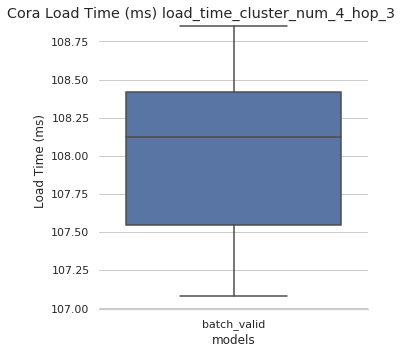 Cora Load Time (ms) load_time_cluster_num_4_hop_3
108.75
108.50
108.25
108.00
107.75
107.50
107.25
107.00
Load Time (ms)
batch_valid
models